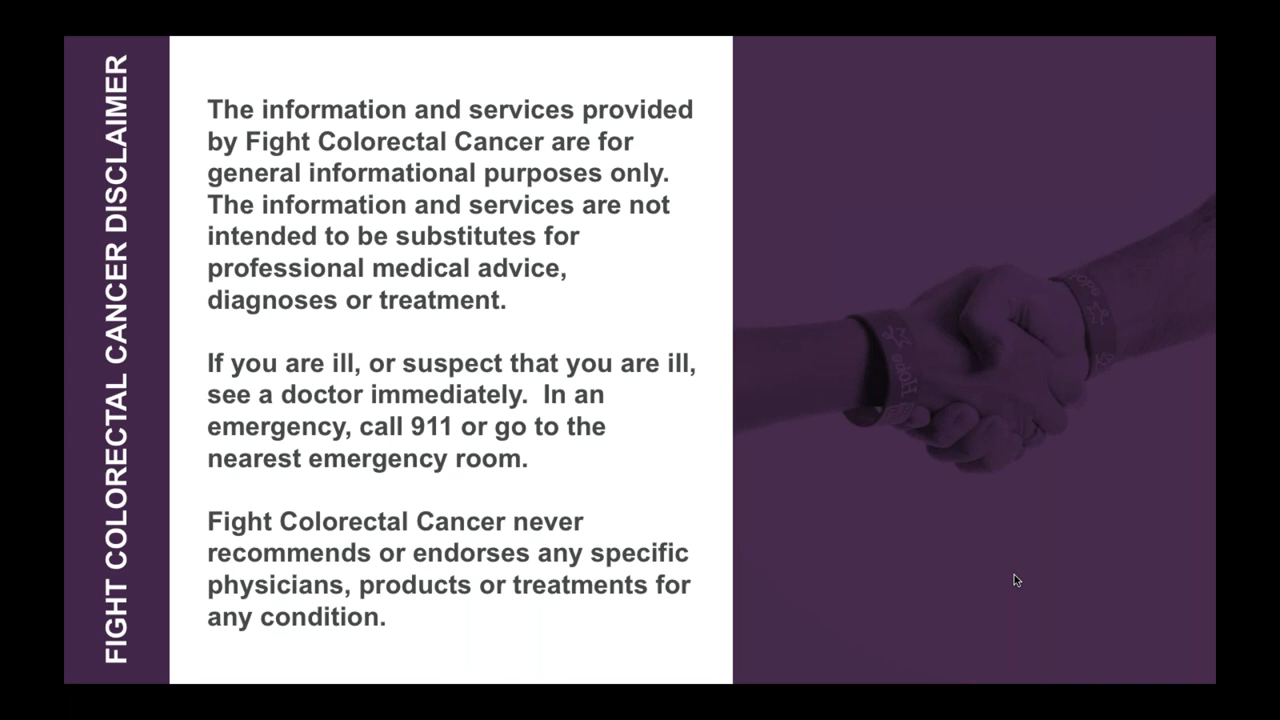 FIGHT COLORECTAL CANCER DISCLAIMER
The information and services provided
by Fight Colorectal Cancer are for
general informational purposes only.
The information and services are not
intended to be substitutes for
professional medical advice,
diagnoses or treatment.
If you are ill, or suspect that you are ill,
see a doctor immediately.  In an
emergency, call 911 or go to the
nearest emergency room.
Fight Colorectal Cancer never
recommends or endorses any specific
physicians, products or treatments for
any condition.
Hope
hope